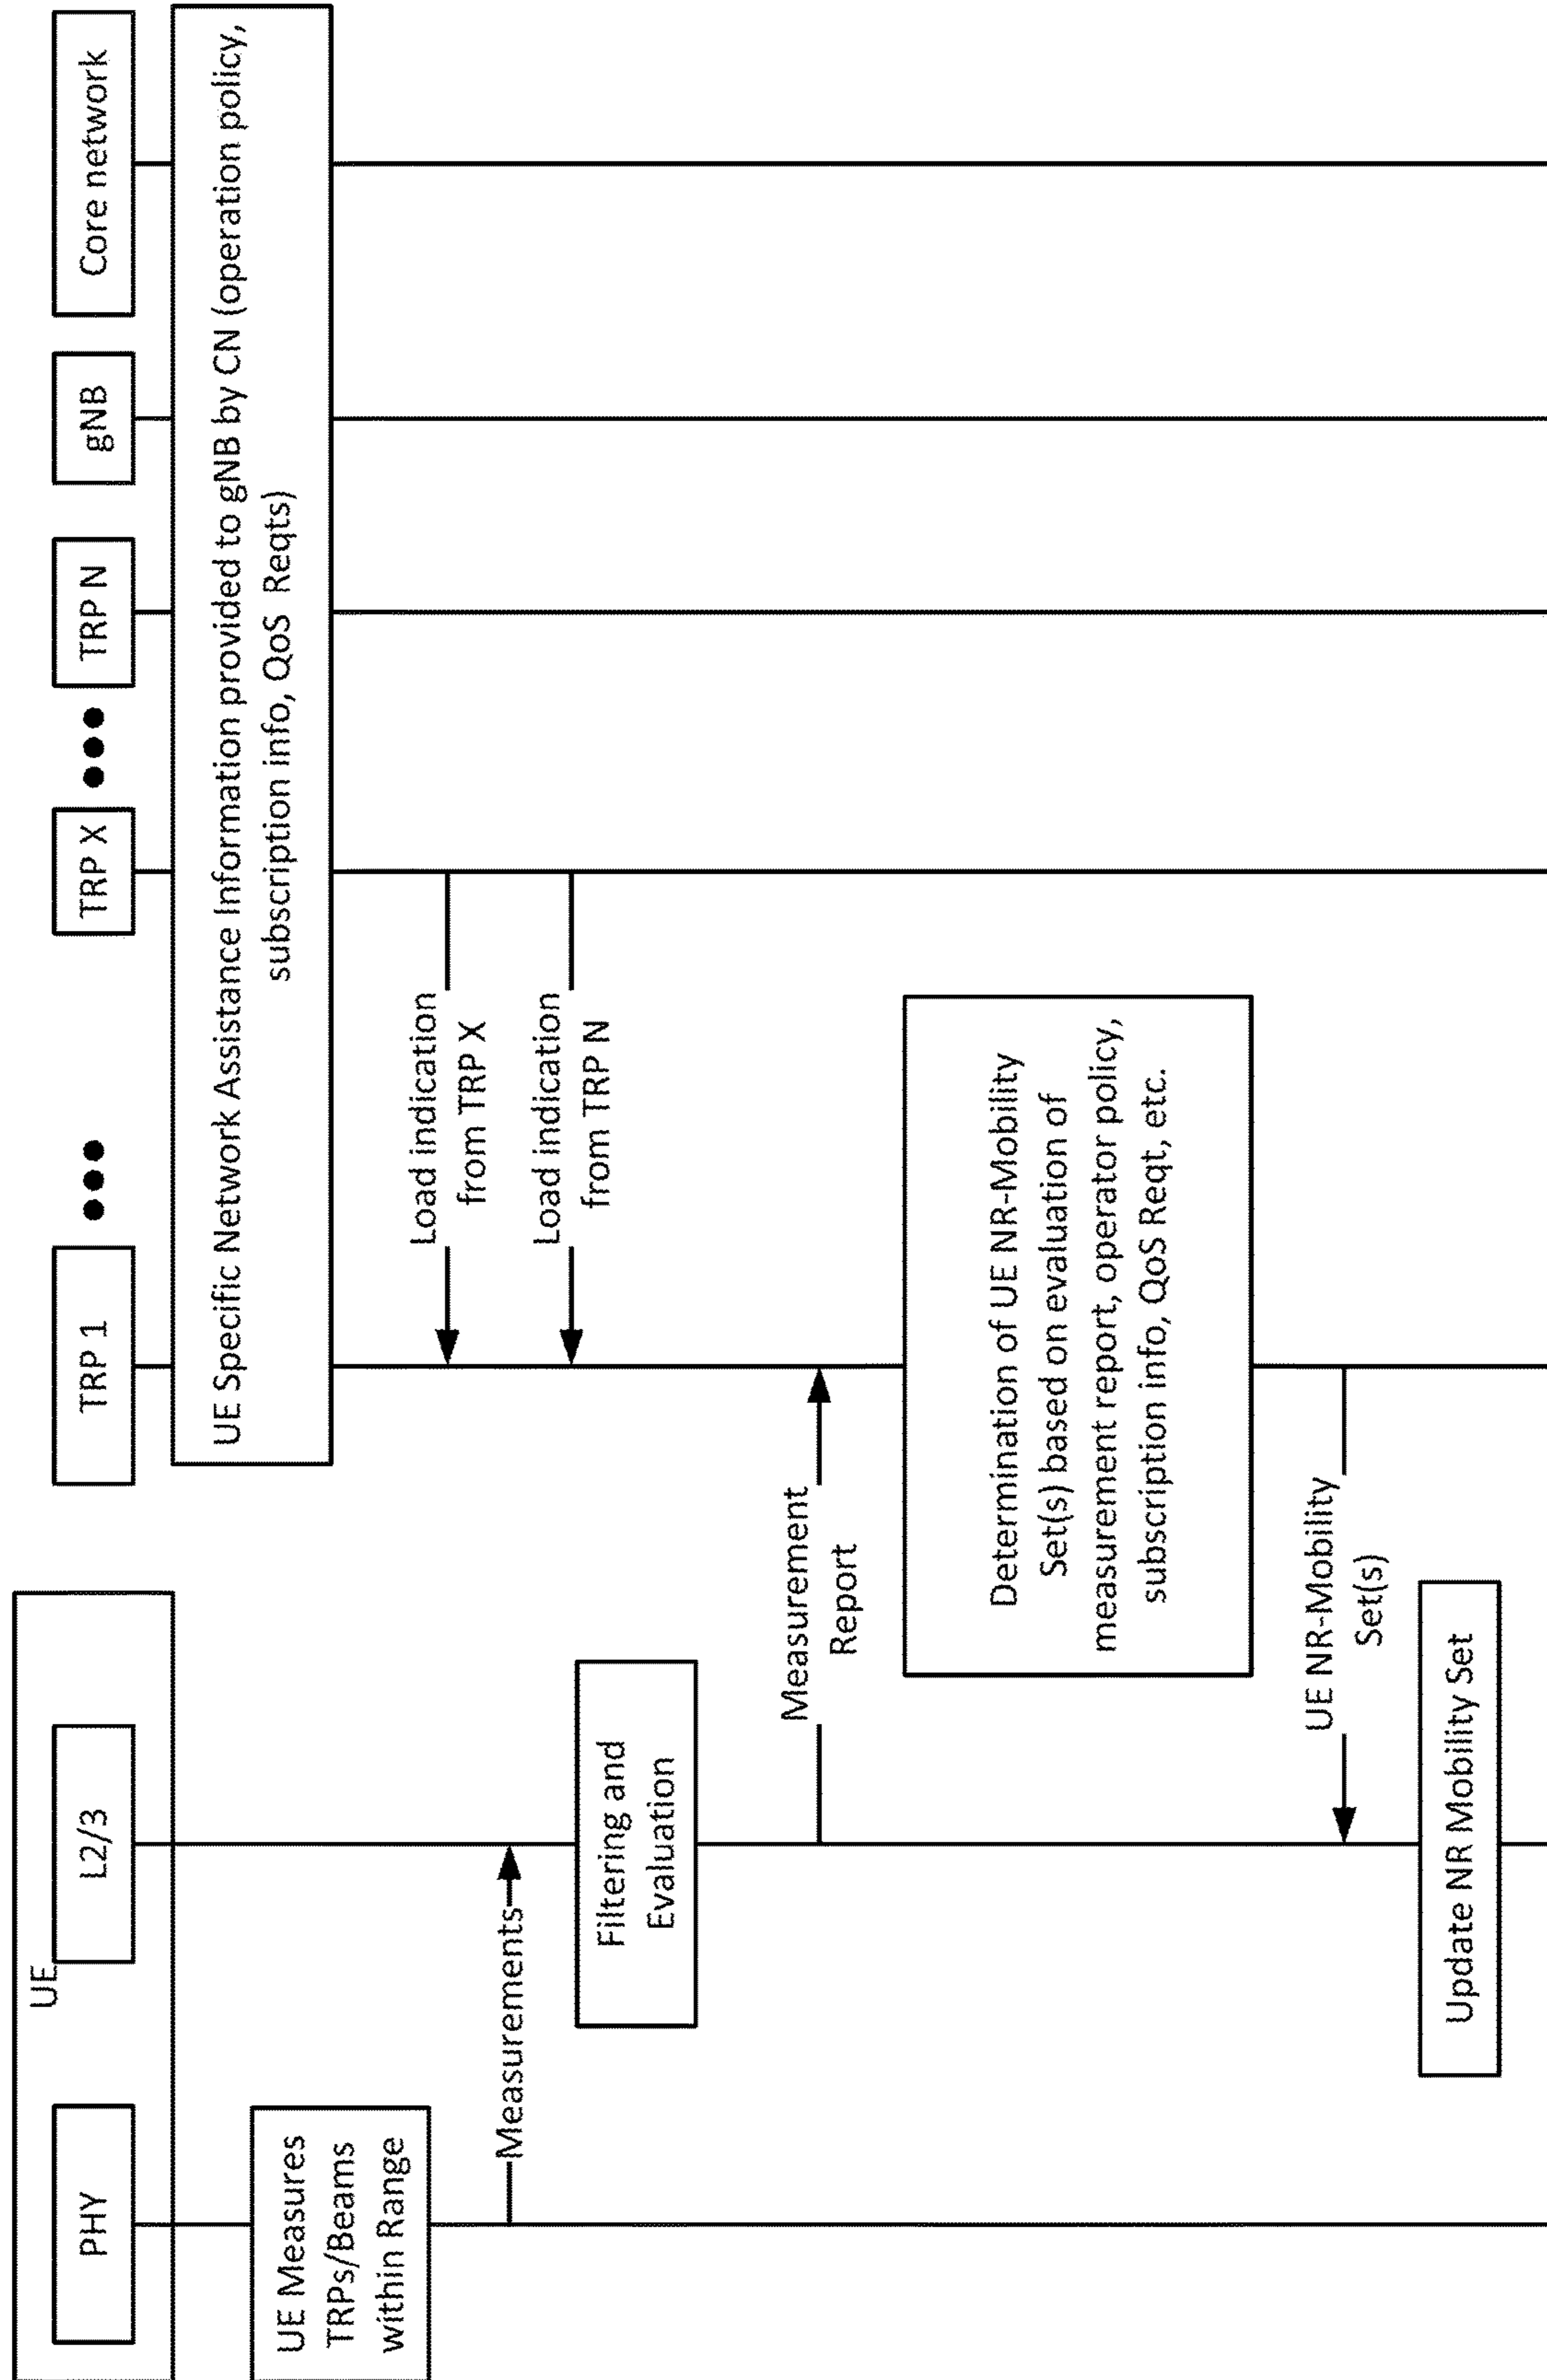 UE
PHY
L2/3
TRP 1
TRP X
TRP N
gNB
Core network
UE Specific Network Assistance Information provided to gNB by CN (operation policy,
subscription info, QoS Reqts)
UE Measures
TRPs/Beams
within Range
Load indication
from TRP X
Measurements
Load indication
from TRP N
Filtering and
Evaluation
Measurement
Report
Determination of UE NR-Mobility
Set(s) based on evaluation of
measurement report, operator policy,
subscription info, QoS Reqt, etc.
UE NR-Mobility
Set(s)
Update NR Mobility Set